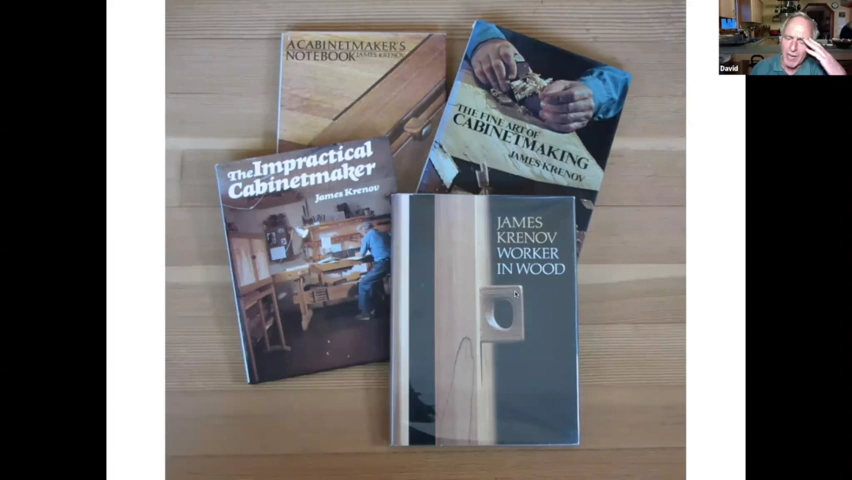 A CABINETMAKER'S
NOTEBOOK JAMES KRENOV
THE FINE ART OF
CABINETMAKING
JAMES KRENOV
The Impractical
Cabinetmaker
James Krenov
JAMES
KRENOV
WORKER
IN WOOD
David